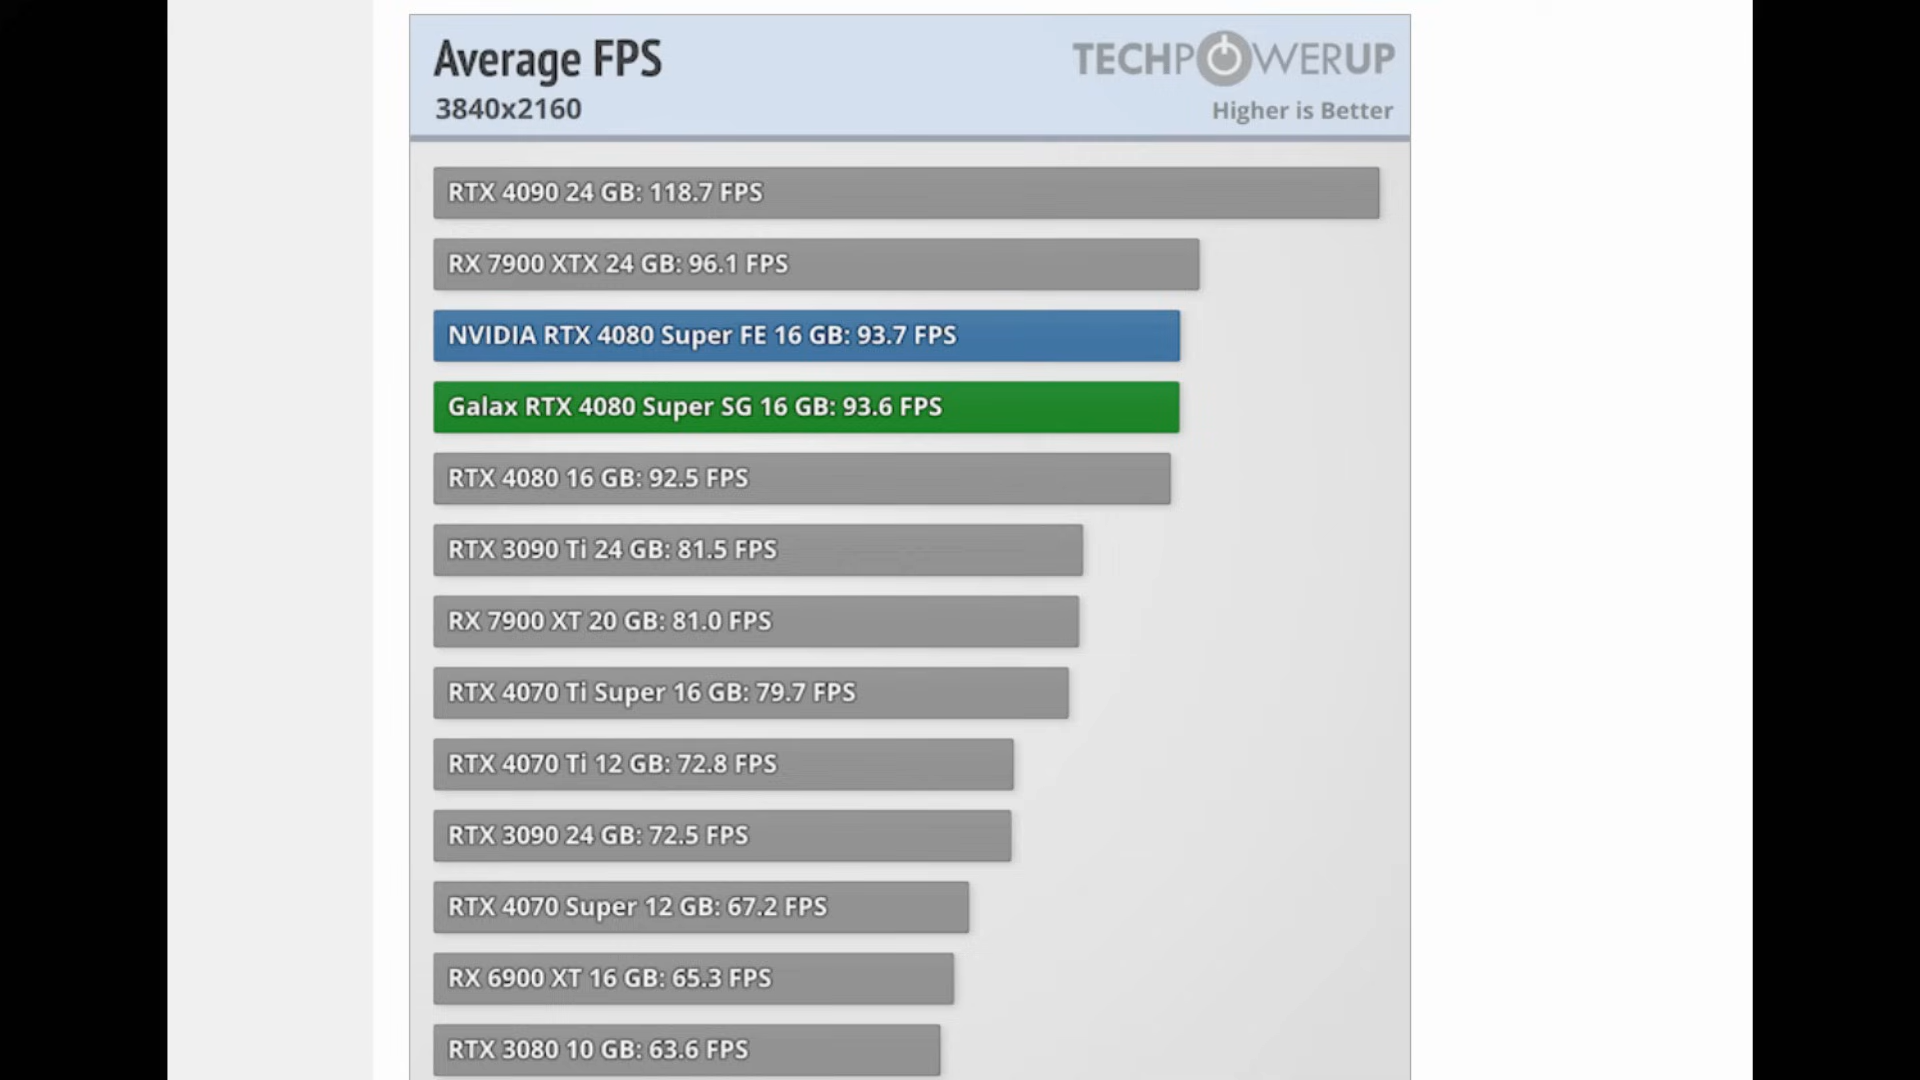 Average FPS
TECHPOWERUP
3840x2160
Higher is Better
RTX 4090 24 GB: 118.7 FPS
RX 7900 XTX 24 GB: 96.1 FPS
NVIDIA RTX 4080 Super FE 16 GB: 93.7 FPS
Galax RTX 4080 Super SG 16 GB: 93.6 FPS
RTX 4080 16 GB: 92.5 FPS
RTX 3090 Ti 24 GB: 81.5 FPS
RX 7900 XT 20 GB: 81.0 FPS
RTX 4070 Ti Super 16 GB: 79.7 FPS
RTX 4070 Ti 12 GB: 72.8 FPS
RTX 3090 24 GB: 72.5 FPS
RTX 4070 Super 12 GB: 67.2 FPS
RX 6900 XT 16 GB: 65.3 FPS
RTX 3080 10 GB: 63.6 FPS